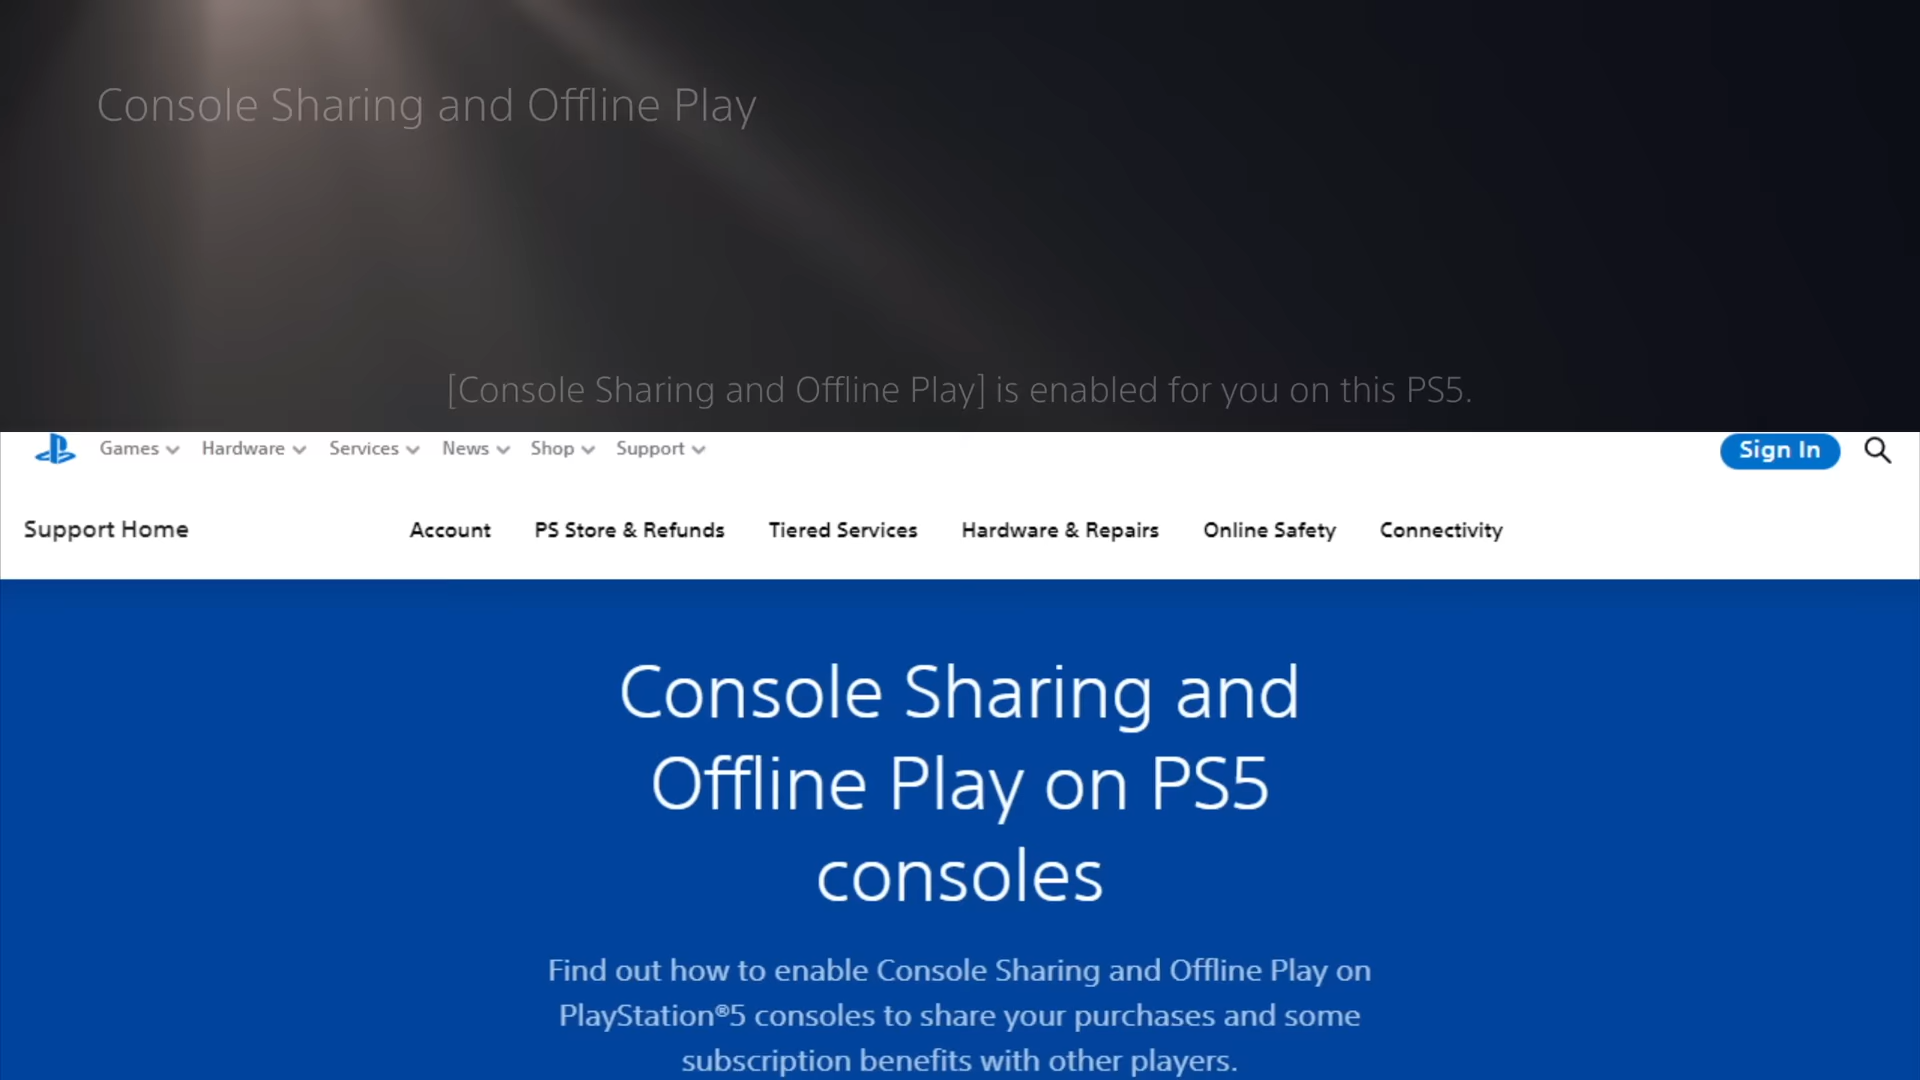 Console Sharing and Offline Play
[Console Sharing and Offline Play] is enabled for you on this PS5.
Games Hardware Services News Shop Support Sign In
Support Home Account PS Store & Refunds Tiered Services Hardware & Repairs Online Safety Connectivity
Console Sharing and
Offline Play on PS5
consoles
Find out how to enable Console Sharing and Offline Play on
PlayStation®5 consoles to share your purchases and some
subscription benefits with other players.